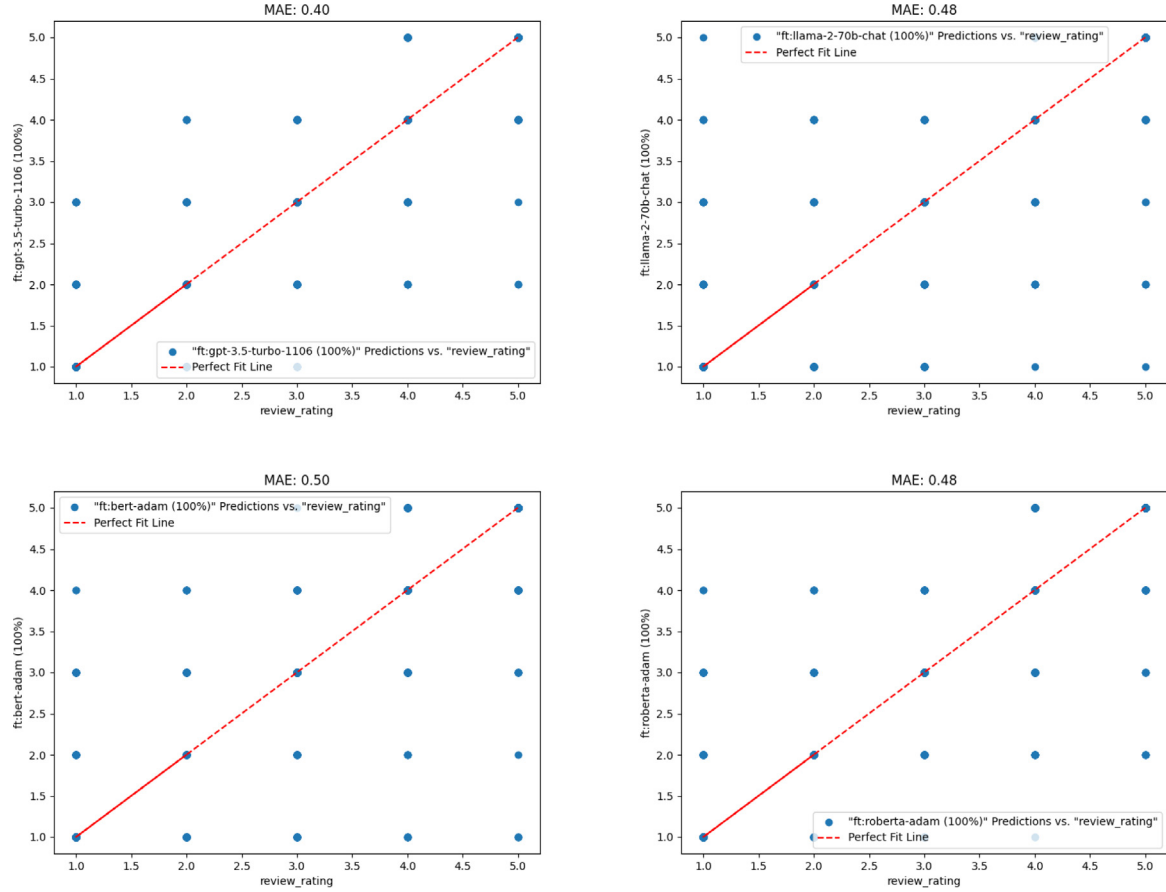 MAE: 0.40
5.0
4.5
4.0
3.5
3.0
2.5
2.0
1.5
1.0
ft:gpt-3.5-turbo-1106 (100%)
"ft:gpt-3.5-turbo-1106 (100%)" Predictions vs. "review_rating"
Perfect Fit Line
1.0 1.5 2.0 2.5 3.0 3.5 4.0 4.5 5.0
review_rating
MAE: 0.48
"ft:llama-2-70b-chat (100%)" Predictions vs. "review_rating"
Perfect Fit Line
5.0
4.5
4.0
3.5
3.0
2.5
2.0
1.5
1.0
ft:llama-2-70b-chat (100%)
1.0 1.5 2.0 2.5 3.0 3.5 4.0 4.5 5.0
review_rating
MAE: 0.50
"ft:bert-adam (100%)" Predictions vs. "review_rating"
Perfect Fit Line
5.0
4.5
4.0
3.5
3.0
2.5
2.0
1.5
1.0
ft:bert-adam (100%)
1.0 1.5 2.0 2.5 3.0 3.5 4.0 4.5 5.0
review_rating
MAE: 0.48
5.0
4.5
4.0
3.5
3.0
2.5
2.0
1.5
1.0
ft:roberta-adam (100%)
"ft:roberta-adam (100%)" Predictions vs. "review_rating"
Perfect Fit Line
1.0 1.5 2.0 2.5 3.0 3.5 4.0 4.5 5.0
review_rating